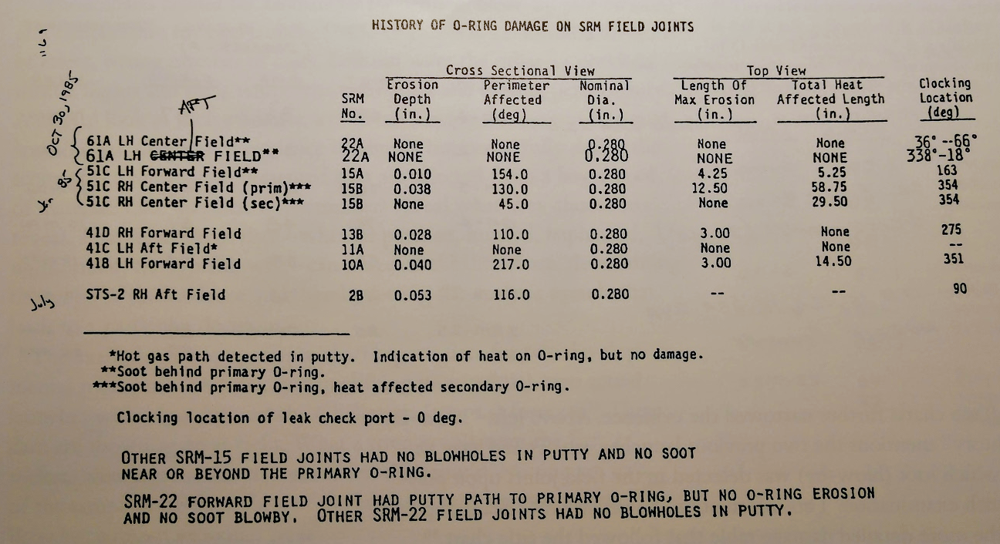 HISTORY OF O-RING DAMAGE ON SRM FIELD JOINTS
Cross Sectional View Top View
Erosion Perimeter Nominal Length Of Total Heat Clocking
SRM Depth Affected Dia. Max Erosion Affected Length Location
No. (in.) (deg) (in.) (in.) (in.) (deg)
OCT 30, 1985
AFT
61A LH Center Field** 22A None None 0.280 None None 36° --66°
61A LH CENTER FIELD** 22A NONE NONE 0.280 NONE NONE 338°-18°
51C LH Forward Field** 15A 0.010 154.0 0.280 4.25 5.25 163
51C RH Center Field (prim)*** 15B 0.038 130.0 0.280 12.50 58.75 354
51C RH Center Field (sec)*** 15B None 45.0 0.280 None 29.50 354
85
41D RH Forward Field 13B 0.028 110.0 0.280 3.00 None 275
41C LH Aft Field* 11A None None 0.280 None None --
41B LH Forward Field 10A 0.040 217.0 0.280 3.00 14.50 351
July
STS-2 RH Aft Field 2B 0.053 116.0 0.280 -- -- 90
*Hot gas path detected in putty. Indication of heat on O-ring, but no damage.
**Soot behind primary O-ring.
***Soot behind primary O-ring, heat affected secondary O-ring.
Clocking location of leak check port - 0 deg.
OTHER SRM-15 FIELD JOINTS HAD NO BLOWHOLES IN PUTTY AND NO SOOT
NEAR OR BEYOND THE PRIMARY O-RING.
SRM-22 FORWARD FIELD JOINT HAD PUTTY PATH TO PRIMARY O-RING, BUT NO O-RING EROSION
AND NO SOOT BLOWBY. OTHER SRM-22 FIELD JOINTS HAD NO BLOWHOLES IN PUTTY.